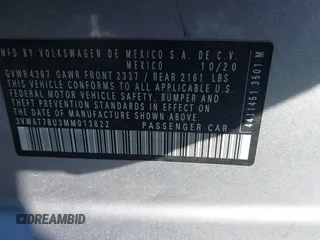 MFD BY VOLKSWAGEN DE MEXICO S.A. DE C.V.
MEXICO 10/20
GVWR 4387 GAWR FRONT 2337 / REAR 2161 LBS
THIS VEHICLE CONFORMS TO ALL APPLICABLE
FEDERAL MOTOR VEHICLE SAFETY, BUMPER AND
THEFT PREVENTION STANDARDS IN EFFECT ON
THE DATE OF MANUFACTURE SHOWN ABOVE.
3VW6T7BU3MM013822
PASSENGER CAR
4411451 3501 M
DREAMBID